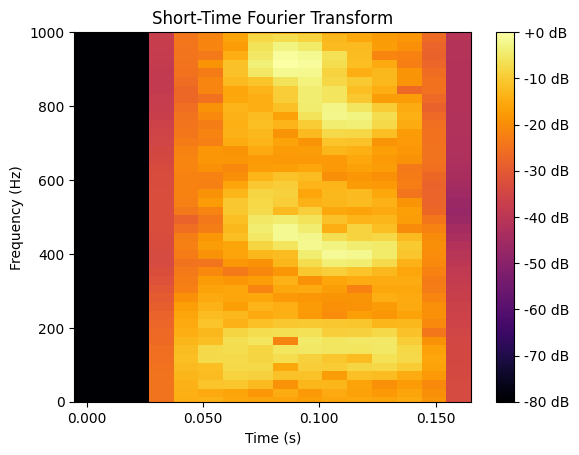 Short-Time Fourier Transform
1000
800
600
400
200
0
Frequency (Hz)
0.000
0.050
0.100
0.150
Time (s)
+0 dB
-10 dB
-20 dB
-30 dB
-40 dB
-50 dB
-60 dB
-70 dB
-80 dB